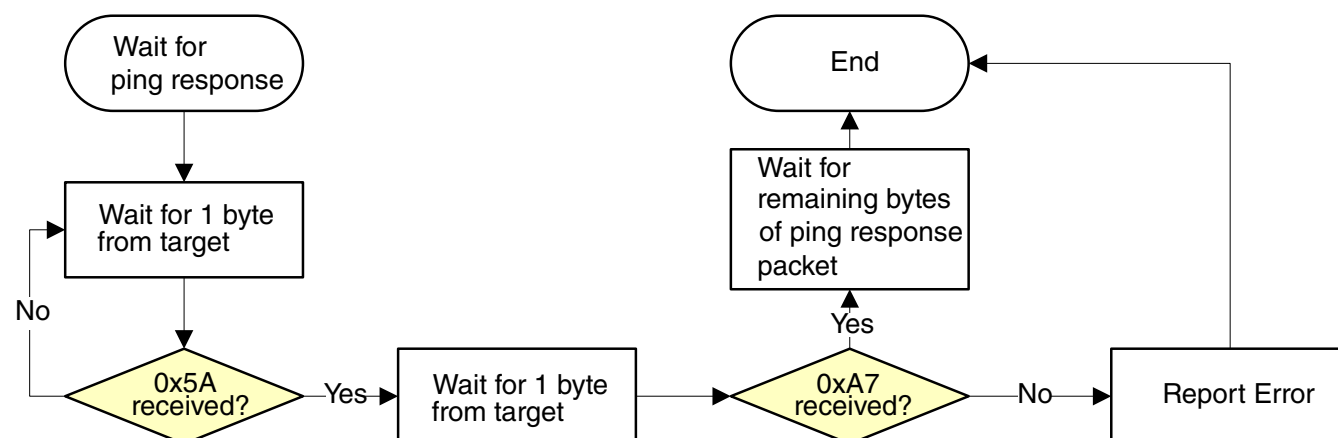 Wait for
ping response
End
Wait for 1 byte
from target
Wait for
remaining bytes
of ping response
packet
No
Yes
0x5A
received?
Yes
Wait for 1 byte
from target
0xA7
received?
No
Report Error